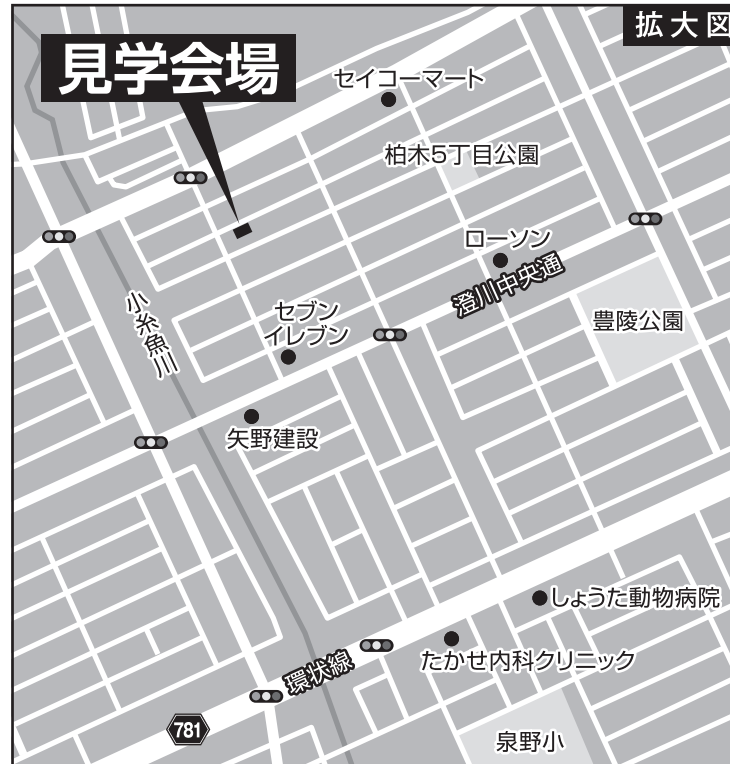 拡大図
見学会場
セイコーマート
柏木5丁目公園
ローソン
澄川中央通
豊陵公園
小糸魚川
セブン
イレブン
矢野建設
しょうた動物病院
たかせ内科クリニック
環状線
781
泉野小